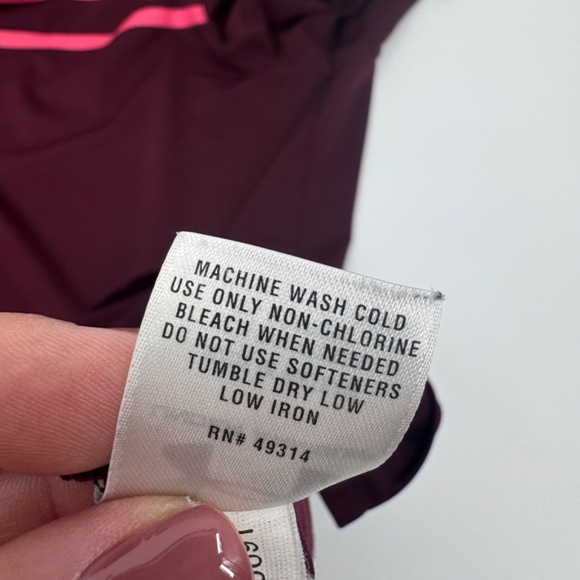 MACHINE WASH COLD
USE ONLY NON-CHLORINE
BLEACH WHEN NEEDED
DO NOT USE SOFTENERS
TUMBLE DRY LOW
LOW IRON
RN# 49314